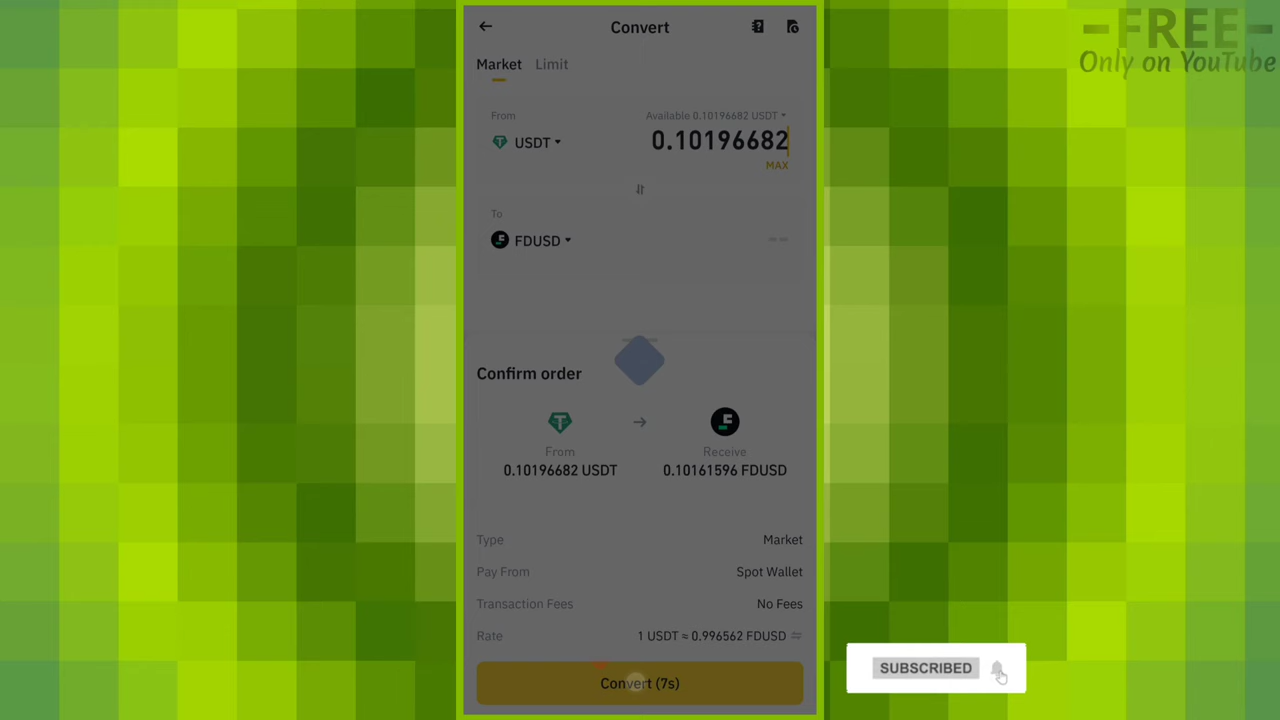 FREE
Only on YouTube
Convert
Market Limit
From
Available 0.10196682 USDT
USDT
0.10196682
MAX
To
FDUSD
--
Confirm order
From
Receive
0.10196682 USDT
0.10161596 FDUSD
Type
Market
Pay From
Spot Wallet
Transaction Fees
No Fees
Rate
1 USDT ≈ 0.996562 FDUSD
Convert (7s)
SUBSCRIBED